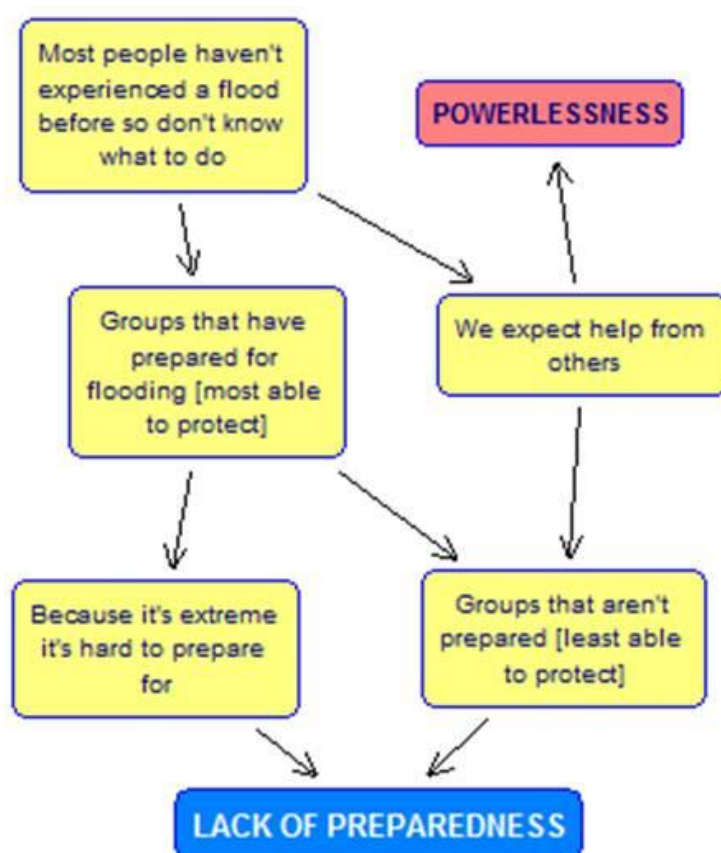 Most people haven't
experienced a flood
before so don't know
what to do
POWERLESSNESS
Groups that have
prepared for
flooding [most able
to protect]
We expect help from
others
Because it's extreme
it's hard to prepare
for
Groups that aren't
prepared [least able
to protect]
LACK OF PREPAREDNESS